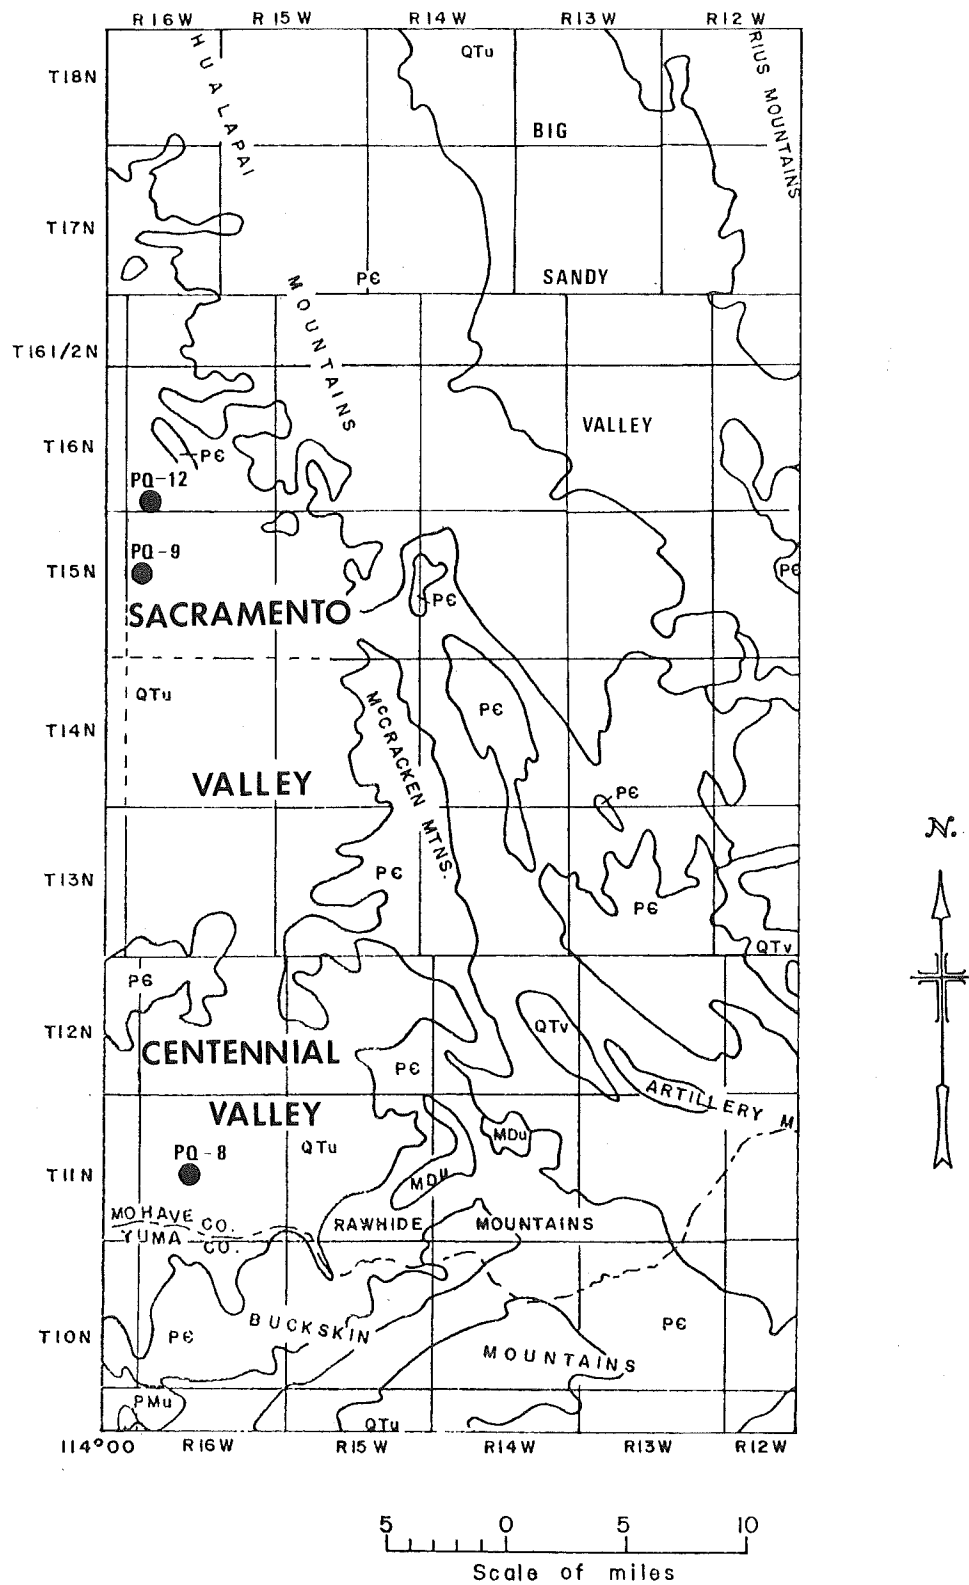 R16W R15W R14W R13W R12W
T18N
HUALAPAI
QTu
RIUS MOUNTAINS
BIG
T17N
PЄ
SANDY
MOUNTAINS
T16 1/2N
VALLEY
T16N
PЄ
PQ-12
PQ-9
T15N
PЄ
PЄ
SACRAMENTO
QTu
PЄ
T14N
McCRACKEN MTNS.
VALLEY
PЄ
T13N
PЄ
PЄ
QTv
PЄ
T12N
QTv
CENTENNIAL
PЄ
ARTILLERY M
VALLEY
MDu
QTu
PQ-8
T11N
MDu
MOHAVE CO.
RAWHIDE MOUNTAINS
YUMA CO.
T10N
PЄ
BUCKSKIN
PЄ
MOUNTAINS
PMu
QTu
114°00 R16W R15W R14W R13W R12W
N.
5 0 5 10
Scale of miles